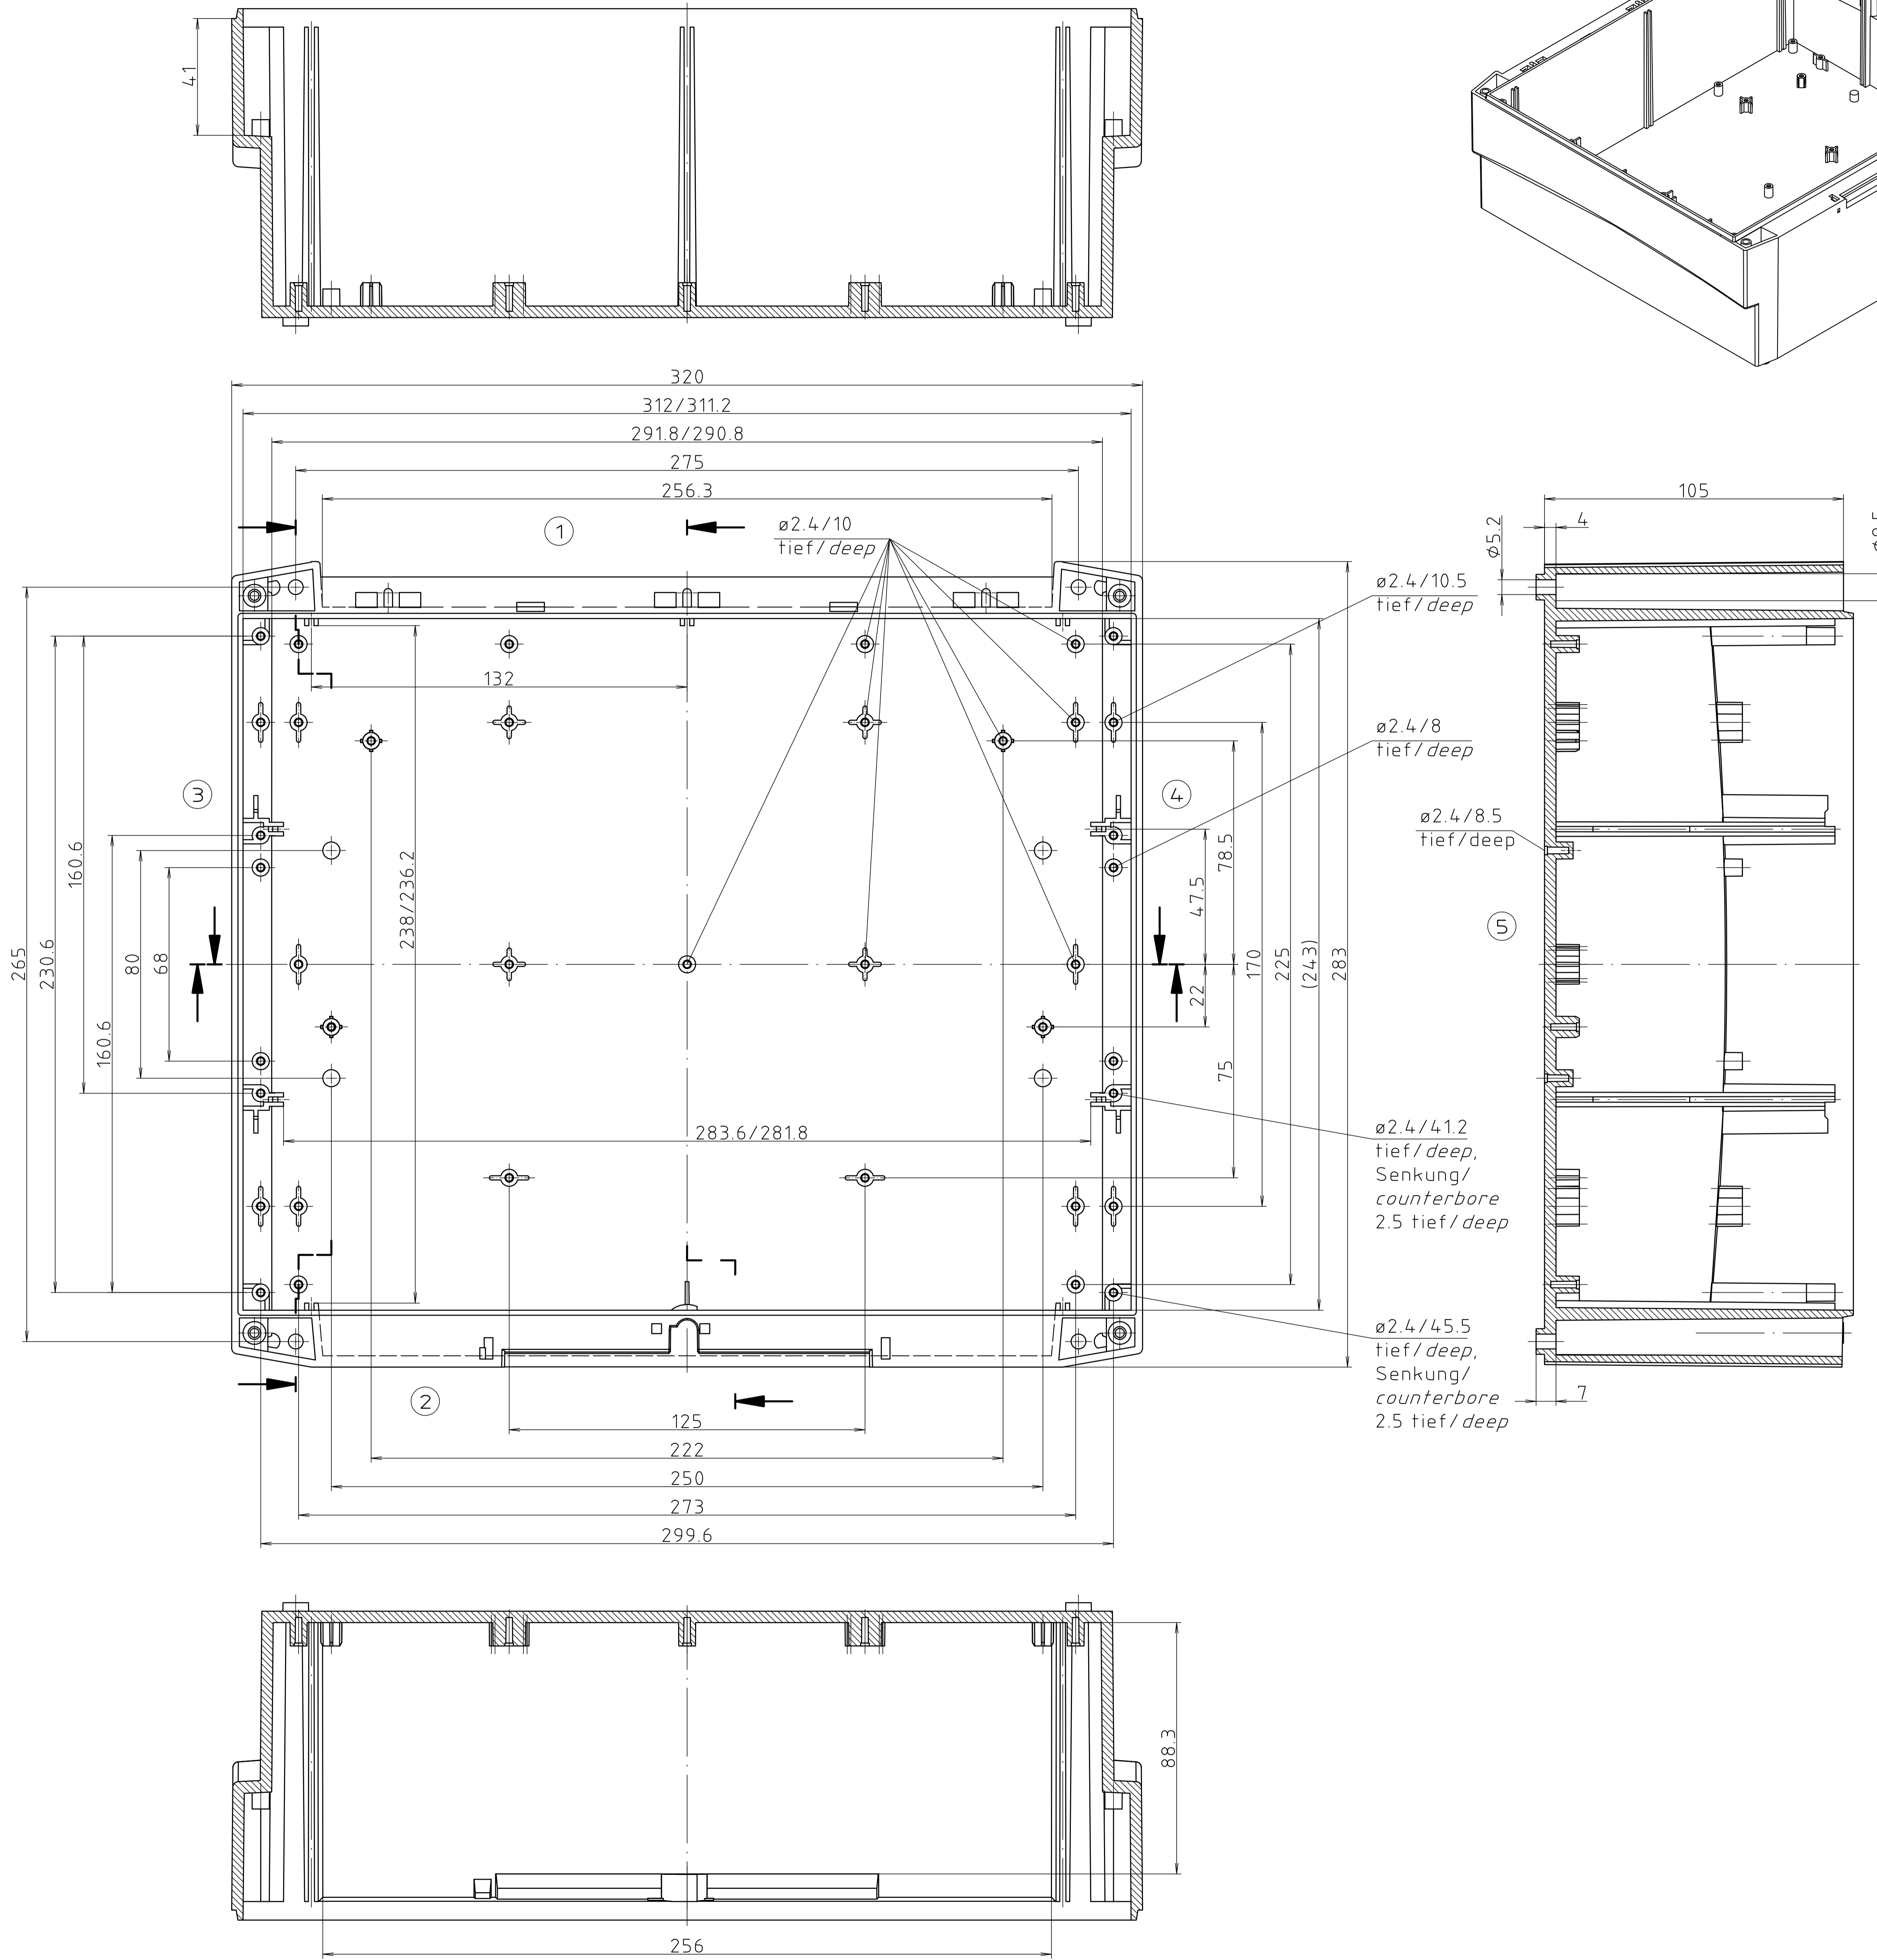 41
320
312/311.2
291.8/290.8
275
256.3
1
ø2.4/10
tief/deep
105
4
ø5.2
ø2.4/10.5
tief/deep
132
ø2.4/8
tief/deep
3
4
ø2.4/8.5
tief/deep
5
265
230.6
160.6
160.6
80
68
238/236.2
78.5
47.5
22
75
170
225
(243)
283
283.6/281.8
ø2.4/41.2
tief/deep,
Senkung/
counterbore
2.5 tief/deep
ø2.4/45.5
tief/deep,
Senkung/
counterbore
2.5 tief/deep
7
2
125
222
250
273
299.6
88.3
256